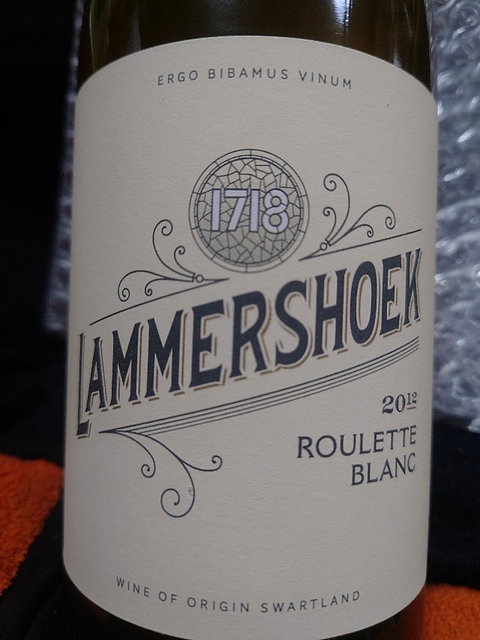 ERGO BIBAMUS VINUM
1718
LAMMERSHOEK
2012
ROULETTE
BLANC
WINE OF ORIGIN SWARTLAND